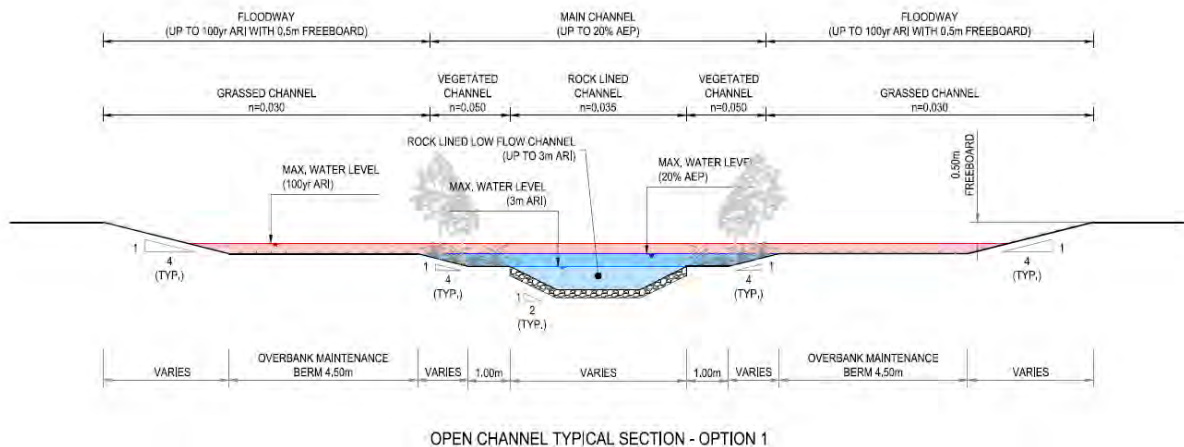 FLOODWAY
(UP TO 100yr ARI WITH 0.5m FREEBOARD)
MAIN CHANNEL
(UP TO 20% AEP)
FLOODWAY
(UP TO 100yr ARI WITH 0.5m FREEBOARD)
GRASSED CHANNEL
n=0.030
VEGETATED
CHANNEL
n=0.050
ROCK LINED
CHANNEL
n=0.035
VEGETATED
CHANNEL
n=0.050
GRASSED CHANNEL
n=0.030
ROCK LINED LOW FLOW CHANNEL
(UP TO 3m ARI)
MAX. WATER LEVEL
(100yr ARI)
MAX. WATER LEVEL
(3m ARI)
MAX. WATER LEVEL
(20% AEP)
0.50m
FREEBOARD
1
4
(TYP.)
1
4
(TYP.)
1
2
(TYP.)
1
4
(TYP.)
1
4
(TYP.)
VARIES
OVERBANK MAINTENANCE
BERM 4.50m
VARIES
1.00m
VARIES
1.00m
VARIES
OVERBANK MAINTENANCE
BERM 4.50m
VARIES
OPEN CHANNEL TYPICAL SECTION - OPTION 1